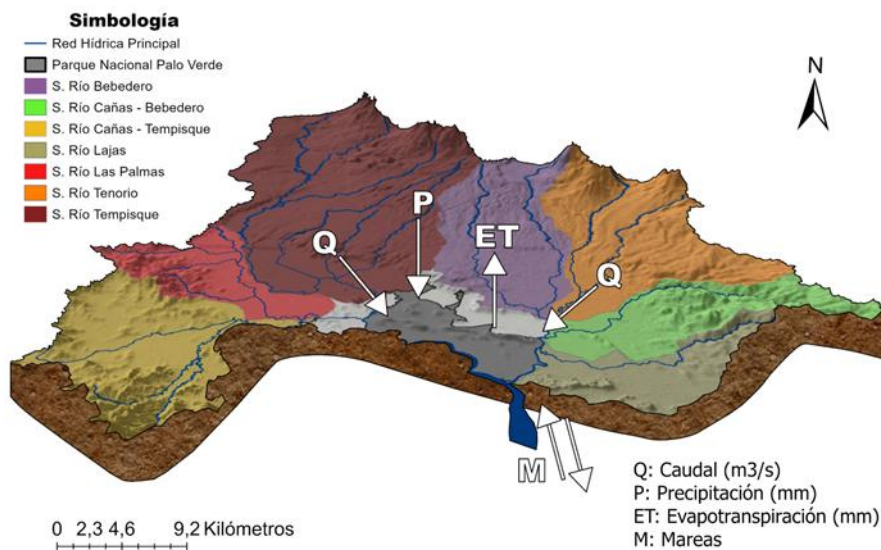 Simbología
Red Hídrica Principal
Parque Nacional Palo Verde
S. Río Bebedero
S. Río Cañas - Bebedero
S. Río Cañas - Tempisque
S. Río Lajas
S. Río Las Palmas
S. Río Tenorio
S. Río Tempisque
N
P
Q
ET
Q
M
Q: Caudal (m3/s)
P: Precipitación (mm)
ET: Evapotranspiración (mm)
M: Mareas
0 2,3 4,6 9,2 Kilómetros